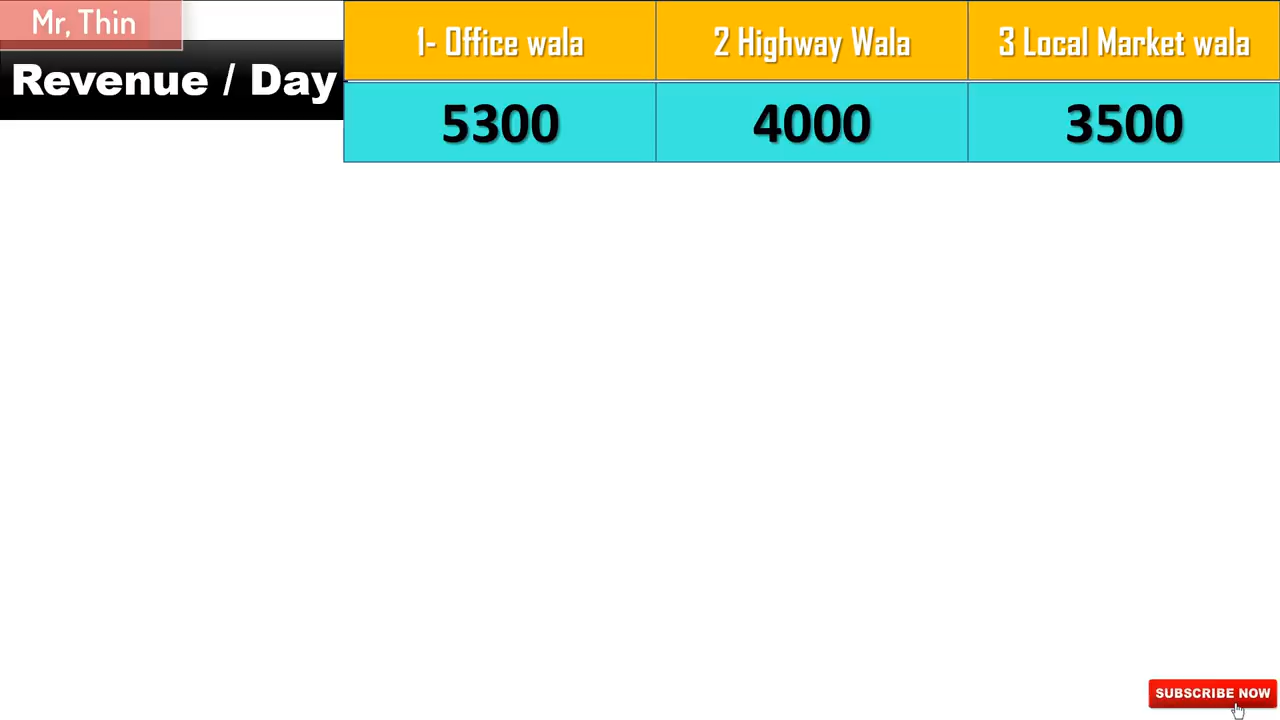 Mr, Thin
1- Office wala
2 Highway Wala
3 Local Market wala
Revenue / Day
5300
4000
3500
SUBSCRIBE NOW